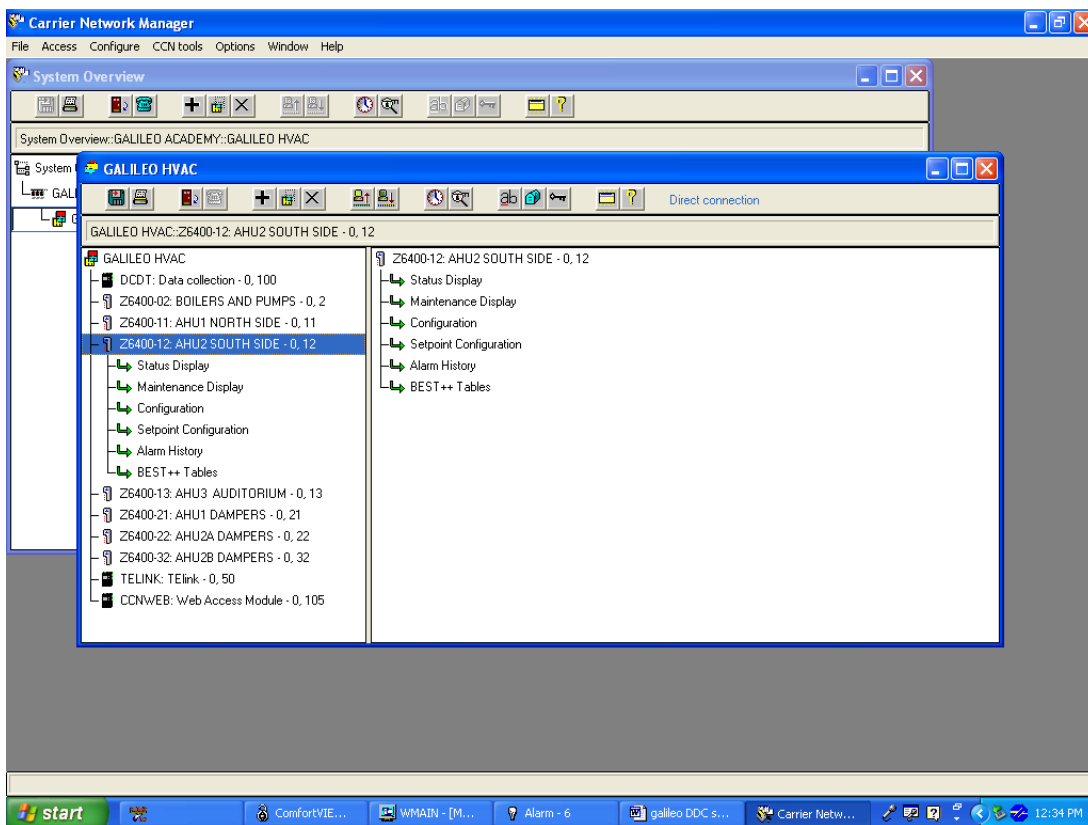 Carrier Network Manager
File Access Configure CCN tools Options Window Help
System Overview
System Overview::GALILEO ACADEMY::GALILEO HVAC
System
GALI
G
GALILEO HVAC
Direct connection
GALILEO HVAC::Z6400-12: AHU2 SOUTH SIDE - 0, 12
GALILEO HVAC
DCDT: Data collection - 0, 100
Z6400-02: BOILERS AND PUMPS - 0, 2
Z6400-11: AHU1 NORTH SIDE - 0, 11
Z6400-12: AHU2 SOUTH SIDE - 0, 12
Status Display
Maintenance Display
Configuration
Setpoint Configuration
Alarm History
BEST++ Tables
Z6400-13: AHU3 AUDITORIUM - 0, 13
Z6400-21: AHU1 DAMPERS - 0, 21
Z6400-22: AHU2A DAMPERS - 0, 22
Z6400-32: AHU2B DAMPERS - 0, 32
TELINK: TElink - 0, 50
CCNWEB: Web Access Module - 0, 105
Z6400-12: AHU2 SOUTH SIDE - 0, 12
Status Display
Maintenance Display
Configuration
Setpoint Configuration
Alarm History
BEST++ Tables
start
ComfortVIE...
WMAIN - [M...
Alarm - 6
galileo DDC s...
Carrier Netw...
12:34 PM